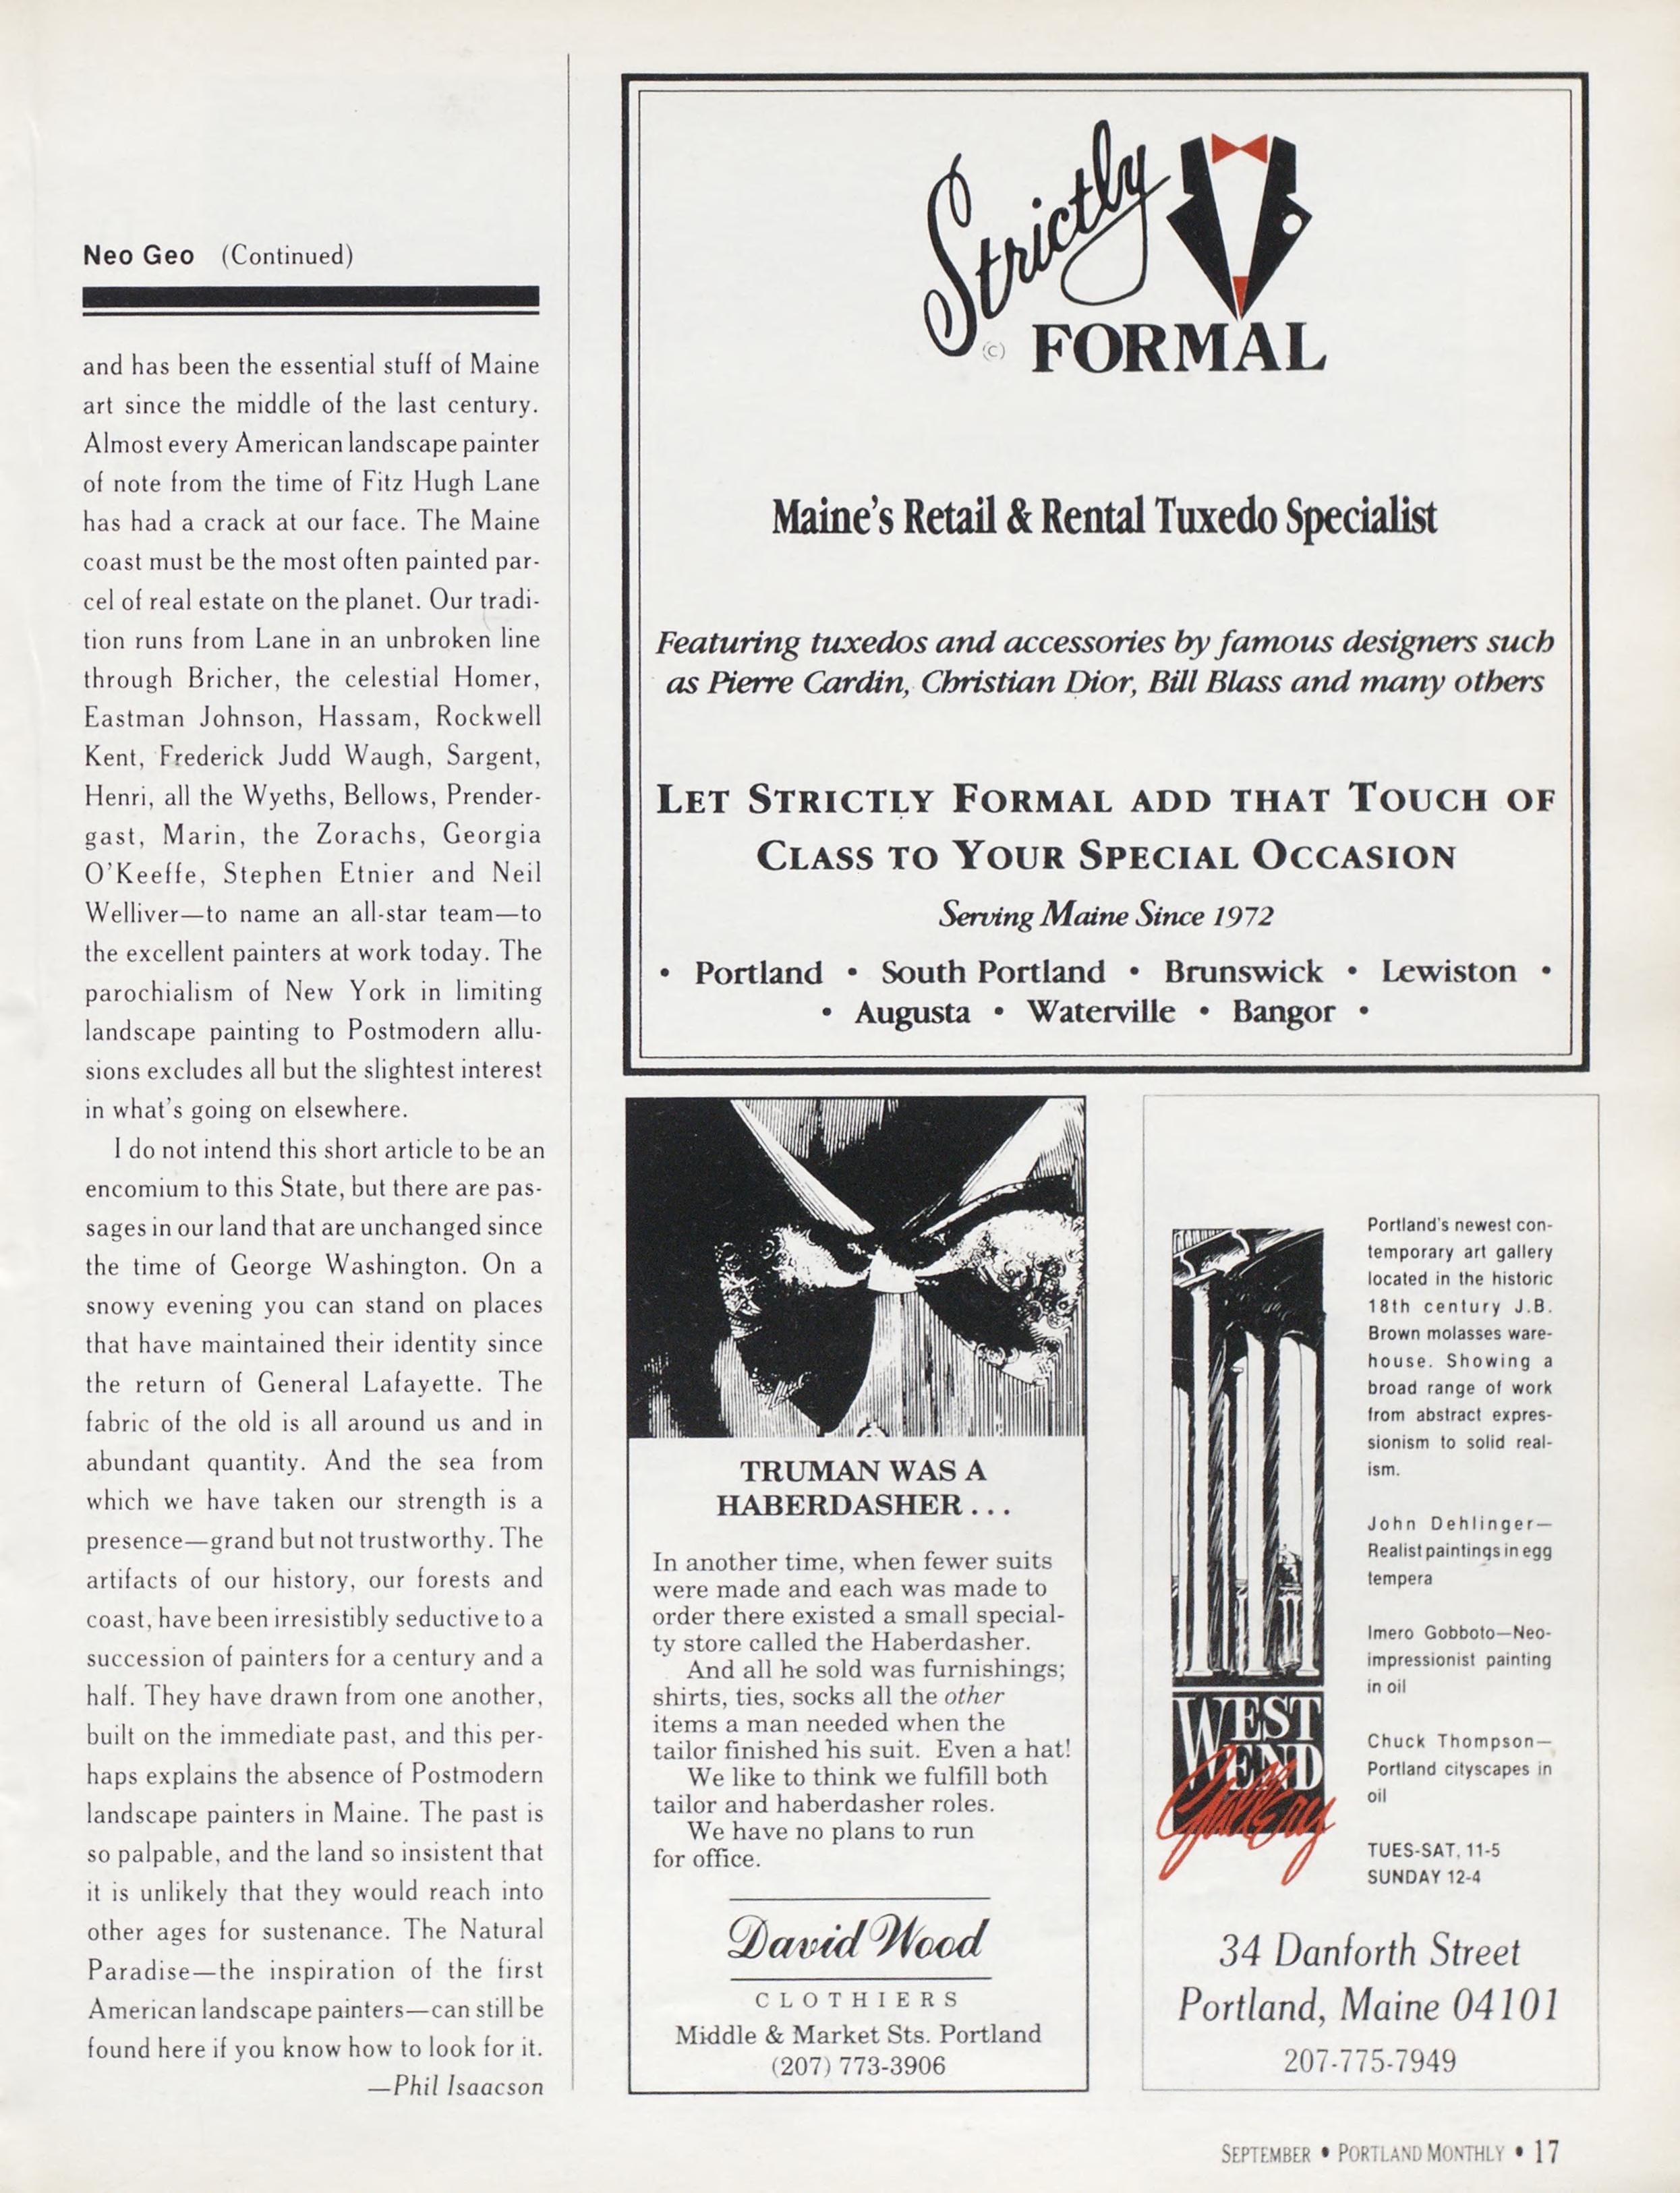 Neo Geo (Continued)
and has been the essential stuff of Maine
art since the middle of the last century.
Almost every American landscape painter
of note from the time of Fitz Hugh Lane
has had a crack at our face. The Maine
coast must be the most often painted par-
cel of real estate on the planet. Our tradi-
tion runs from Lane in an unbroken line
through Bricher, the celestial Homer,
Eastman Johnson, Hassam, Rockwell
Kent, Frederick Judd Waugh, Sargent,
Henri, all the Wyeths, Bellows, Prender-
gast, Marin, the Zorachs, Georgia
O'Keeffe, Stephen Etnier and Neil
Welliver—to name an all-star team—to
the excellent painters at work today. The
parochialism of New York in limiting
landscape painting to Postmodern allu-
sions excludes all but the slightest interest
in what's going on elsewhere.
I do not intend this short article to be an
encomium to this State, but there are pas-
sages in our land that are unchanged since
the time of George Washington. On a
snowy evening you can stand on places
that have maintained their identity since
the return of General Lafayette. The
fabric of the old is all around us and in
abundant quantity. And the sea from
which we have taken our strength is a
presence—grand but not trustworthy. The
artifacts of our history, our forests and
coast, have been irresistibly seductive to a
succession of painters for a century and a
half. They have drawn from one another,
built on the immediate past, and this per-
haps explains the absence of Postmodern
landscape painters in Maine. The past is
so palpable, and the land so insistent that
it is unlikely that they would reach into
other ages for sustenance. The Natural
Paradise—the inspiration of the first
American landscape painters—can still be
found here if you know how to look for it.
—Phil Isaacson
Strictly
(C) FORMAL
Maine's Retail & Rental Tuxedo Specialist
Featuring tuxedos and accessories by famous designers such
as Pierre Cardin, Christian Dior, Bill Blass and many others
LET STRICTLY FORMAL ADD THAT TOUCH OF
CLASS TO YOUR SPECIAL OCCASION
Serving Maine Since 1972
• Portland • South Portland • Brunswick • Lewiston •
• Augusta • Waterville • Bangor •
TRUMAN WAS A
HABERDASHER . . .
In another time, when fewer suits
were made and each was made to
order there existed a small special-
ty store called the Haberdasher.
And all he sold was furnishings;
shirts, ties, socks all the other
items a man needed when the
tailor finished his suit. Even a hat!
We like to think we fulfill both
tailor and haberdasher roles.
We have no plans to run
for office.
David Wood
CLOTHIERS
Middle & Market Sts. Portland
(207) 773-3906
WEST
END
Gallery
Portland's newest con-
temporary art gallery
located in the historic
18th century J.B.
Brown molasses ware-
house. Showing a
broad range of work
from abstract expres-
sionism to solid real-
ism.
John Dehlinger—
Realist paintings in egg
tempera
Imero Gobboto—Neo-
impressionist painting
in oil
Chuck Thompson—
Portland cityscapes in
oil
TUES-SAT, 11-5
SUNDAY 12-4
34 Danforth Street
Portland, Maine 04101
207-775-7949
SEPTEMBER • PORTLAND MONTHLY • 17